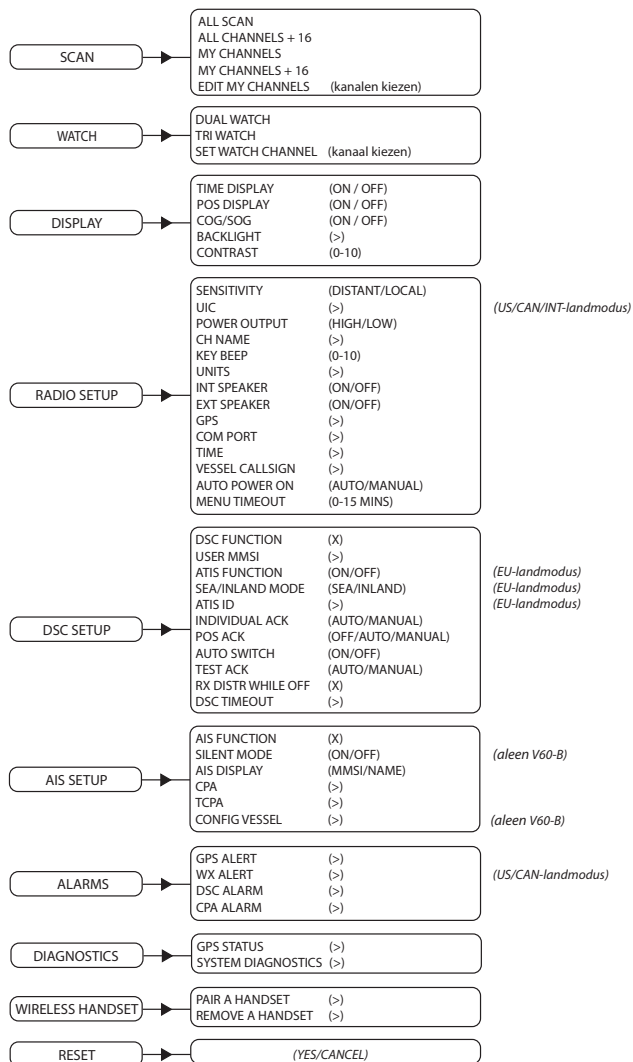 SCAN
ALL SCAN
ALL CHANNELS + 16
MY CHANNELS
MY CHANNELS + 16
EDIT MY CHANNELS (kanalen kiezen)
WATCH
DUAL WATCH
TRI WATCH
SET WATCH CHANNEL (kanaal kiezen)
DISPLAY
TIME DISPLAY (ON / OFF)
POS DISPLAY (ON / OFF)
COG/SOG (ON / OFF)
BACKLIGHT (>)
CONTRAST (0-10)
RADIO SETUP
SENSITIVITY (DISTANT/LOCAL)
UIC (>) (US/CAN/INT-landmodus)
POWER OUTPUT (HIGH/LOW)
CH NAME (>)
KEY BEEP (0-10)
UNITS (>)
INT SPEAKER (ON/OFF)
EXT SPEAKER (ON/OFF)
GPS (>)
COM PORT (>)
TIME (>)
VESSEL CALLSIGN (>)
AUTO POWER ON (AUTO/MANUAL)
MENU TIMEOUT (0-15 MINS)
DSC SETUP
DSC FUNCTION (X)
USER MMSI (>)
ATIS FUNCTION (ON/OFF) (EU-landmodus)
SEA/INLAND MODE (SEA/INLAND) (EU-landmodus)
ATIS ID (>) (EU-landmodus)
INDIVIDUAL ACK (AUTO/MANUAL)
POS ACK (OFF/AUTO/MANUAL)
AUTO SWITCH (ON/OFF)
TEST ACK (AUTO/MANUAL)
RX DISTR WHILE OFF (X)
DSC TIMEOUT (>)
AIS SETUP
AIS FUNCTION (X)
SILENT MODE (ON/OFF) (aleen V60-B)
AIS DISPLAY (MMSI/NAME)
CPA (>)
TCPA (>)
CONFIG VESSEL (>) (aleen V60-B)
ALARMS
GPS ALERT (>)
WX ALERT (>) (US/CAN-landmodus)
DSC ALARM (>)
CPA ALARM (>)
DIAGNOSTICS
GPS STATUS (>)
SYSTEM DIAGNOSTICS (>)
WIRELESS HANDSET
PAIR A HANDSET (>)
REMOVE A HANDSET (>)
RESET
(YES/CANCEL)